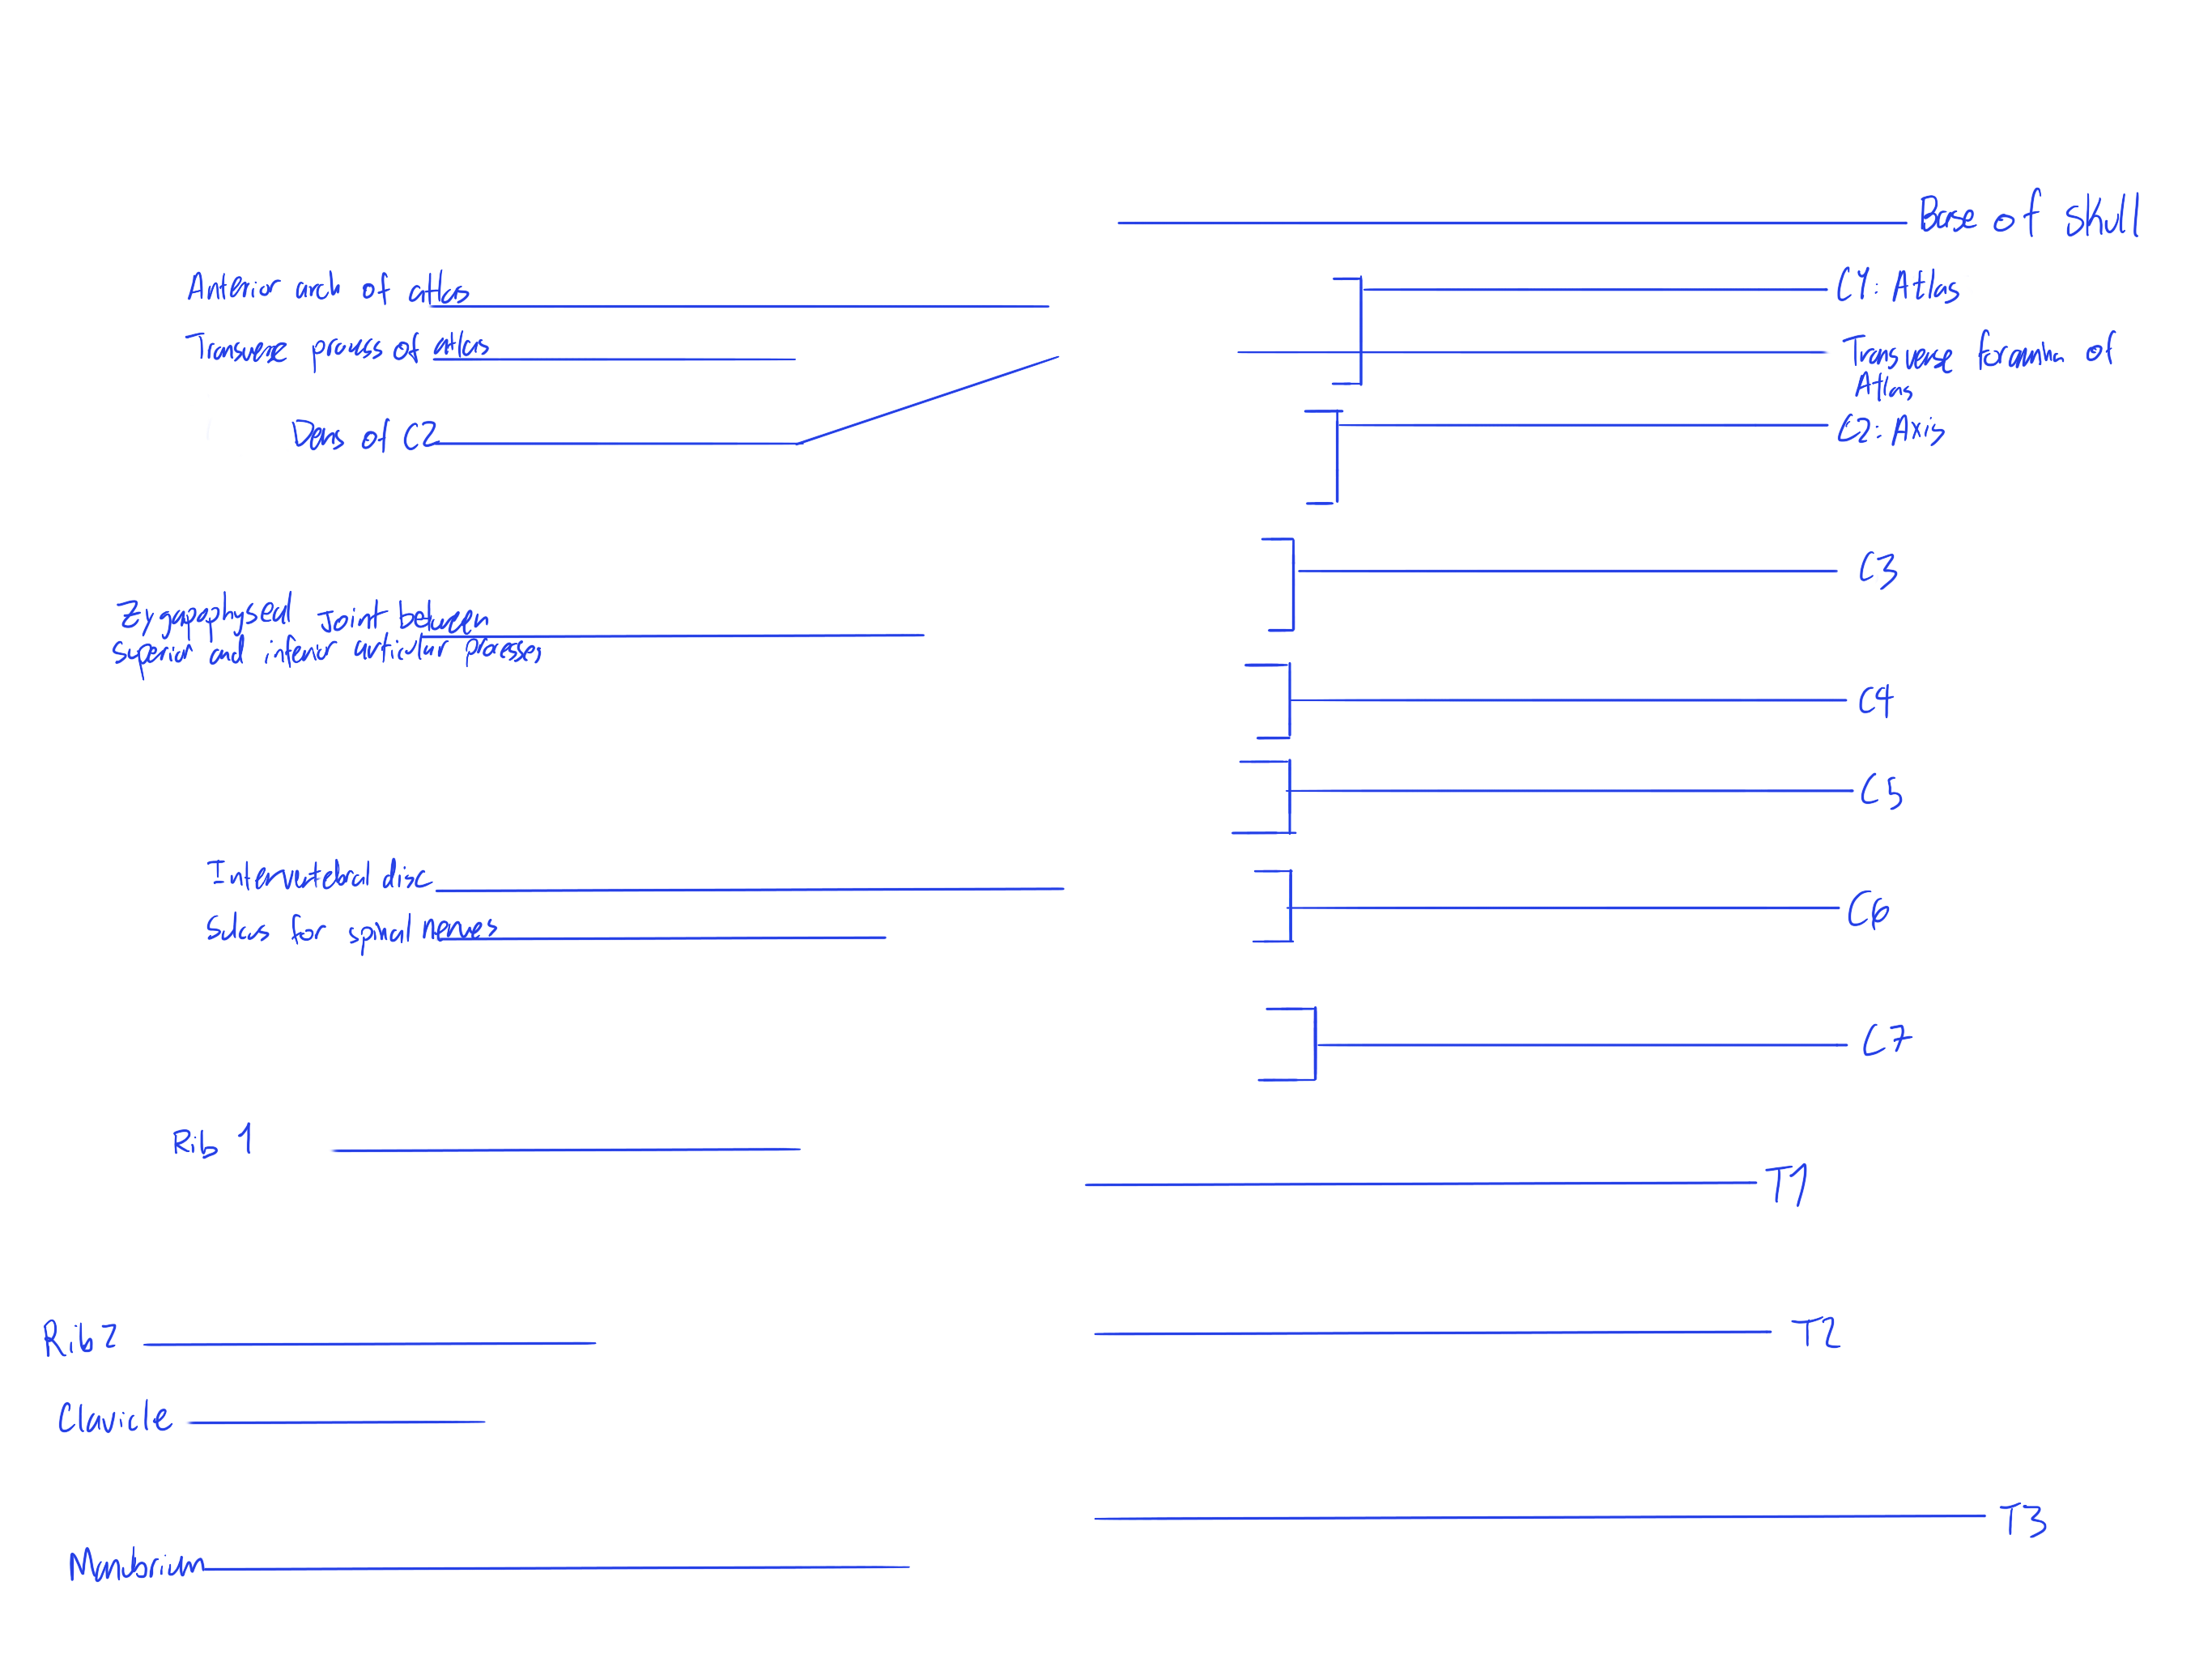 Base of skull
Anterior arch of atlas
C1: Atlas
Transverse process of atlas
Transverse foramina of
Atlas
Dens of C2
C2: Axis
C3
Zygapophyseal Joint between
superior and inferior articular processes
C4
C5
Intervertebral disc
C6
Sulcus for spinal nerves
C7
Rib 1
T1
Rib 2
T2
Clavicle
T3
Manubrium